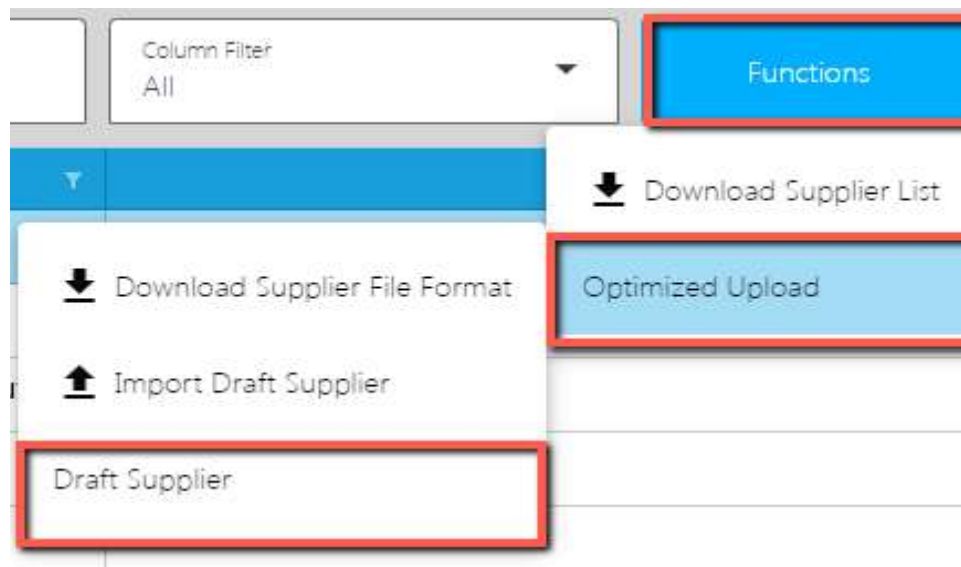 Column Filter
All
Functions
Download Supplier List
Optimized Upload
Download Supplier File Format
Import Draft Supplier
Draft Supplier